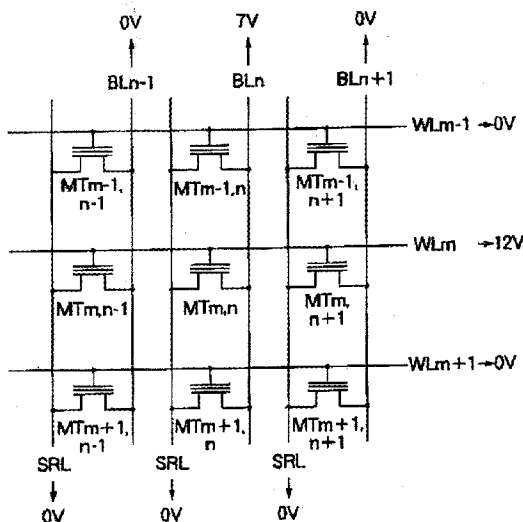 0V 7V 0V
BLn-1 BLn BLn+1
WLm-1 →0V
MTm-1, n-1
MTm-1,n
MTm-1, n+1
WLm →12V
MTm,n-1
MTm,n
MTm, n+1
WLm+1 →0V
MTm+1, n-1
MTm+1, n
MTm+1, n+1
SRL SRL SRL
0V 0V 0V